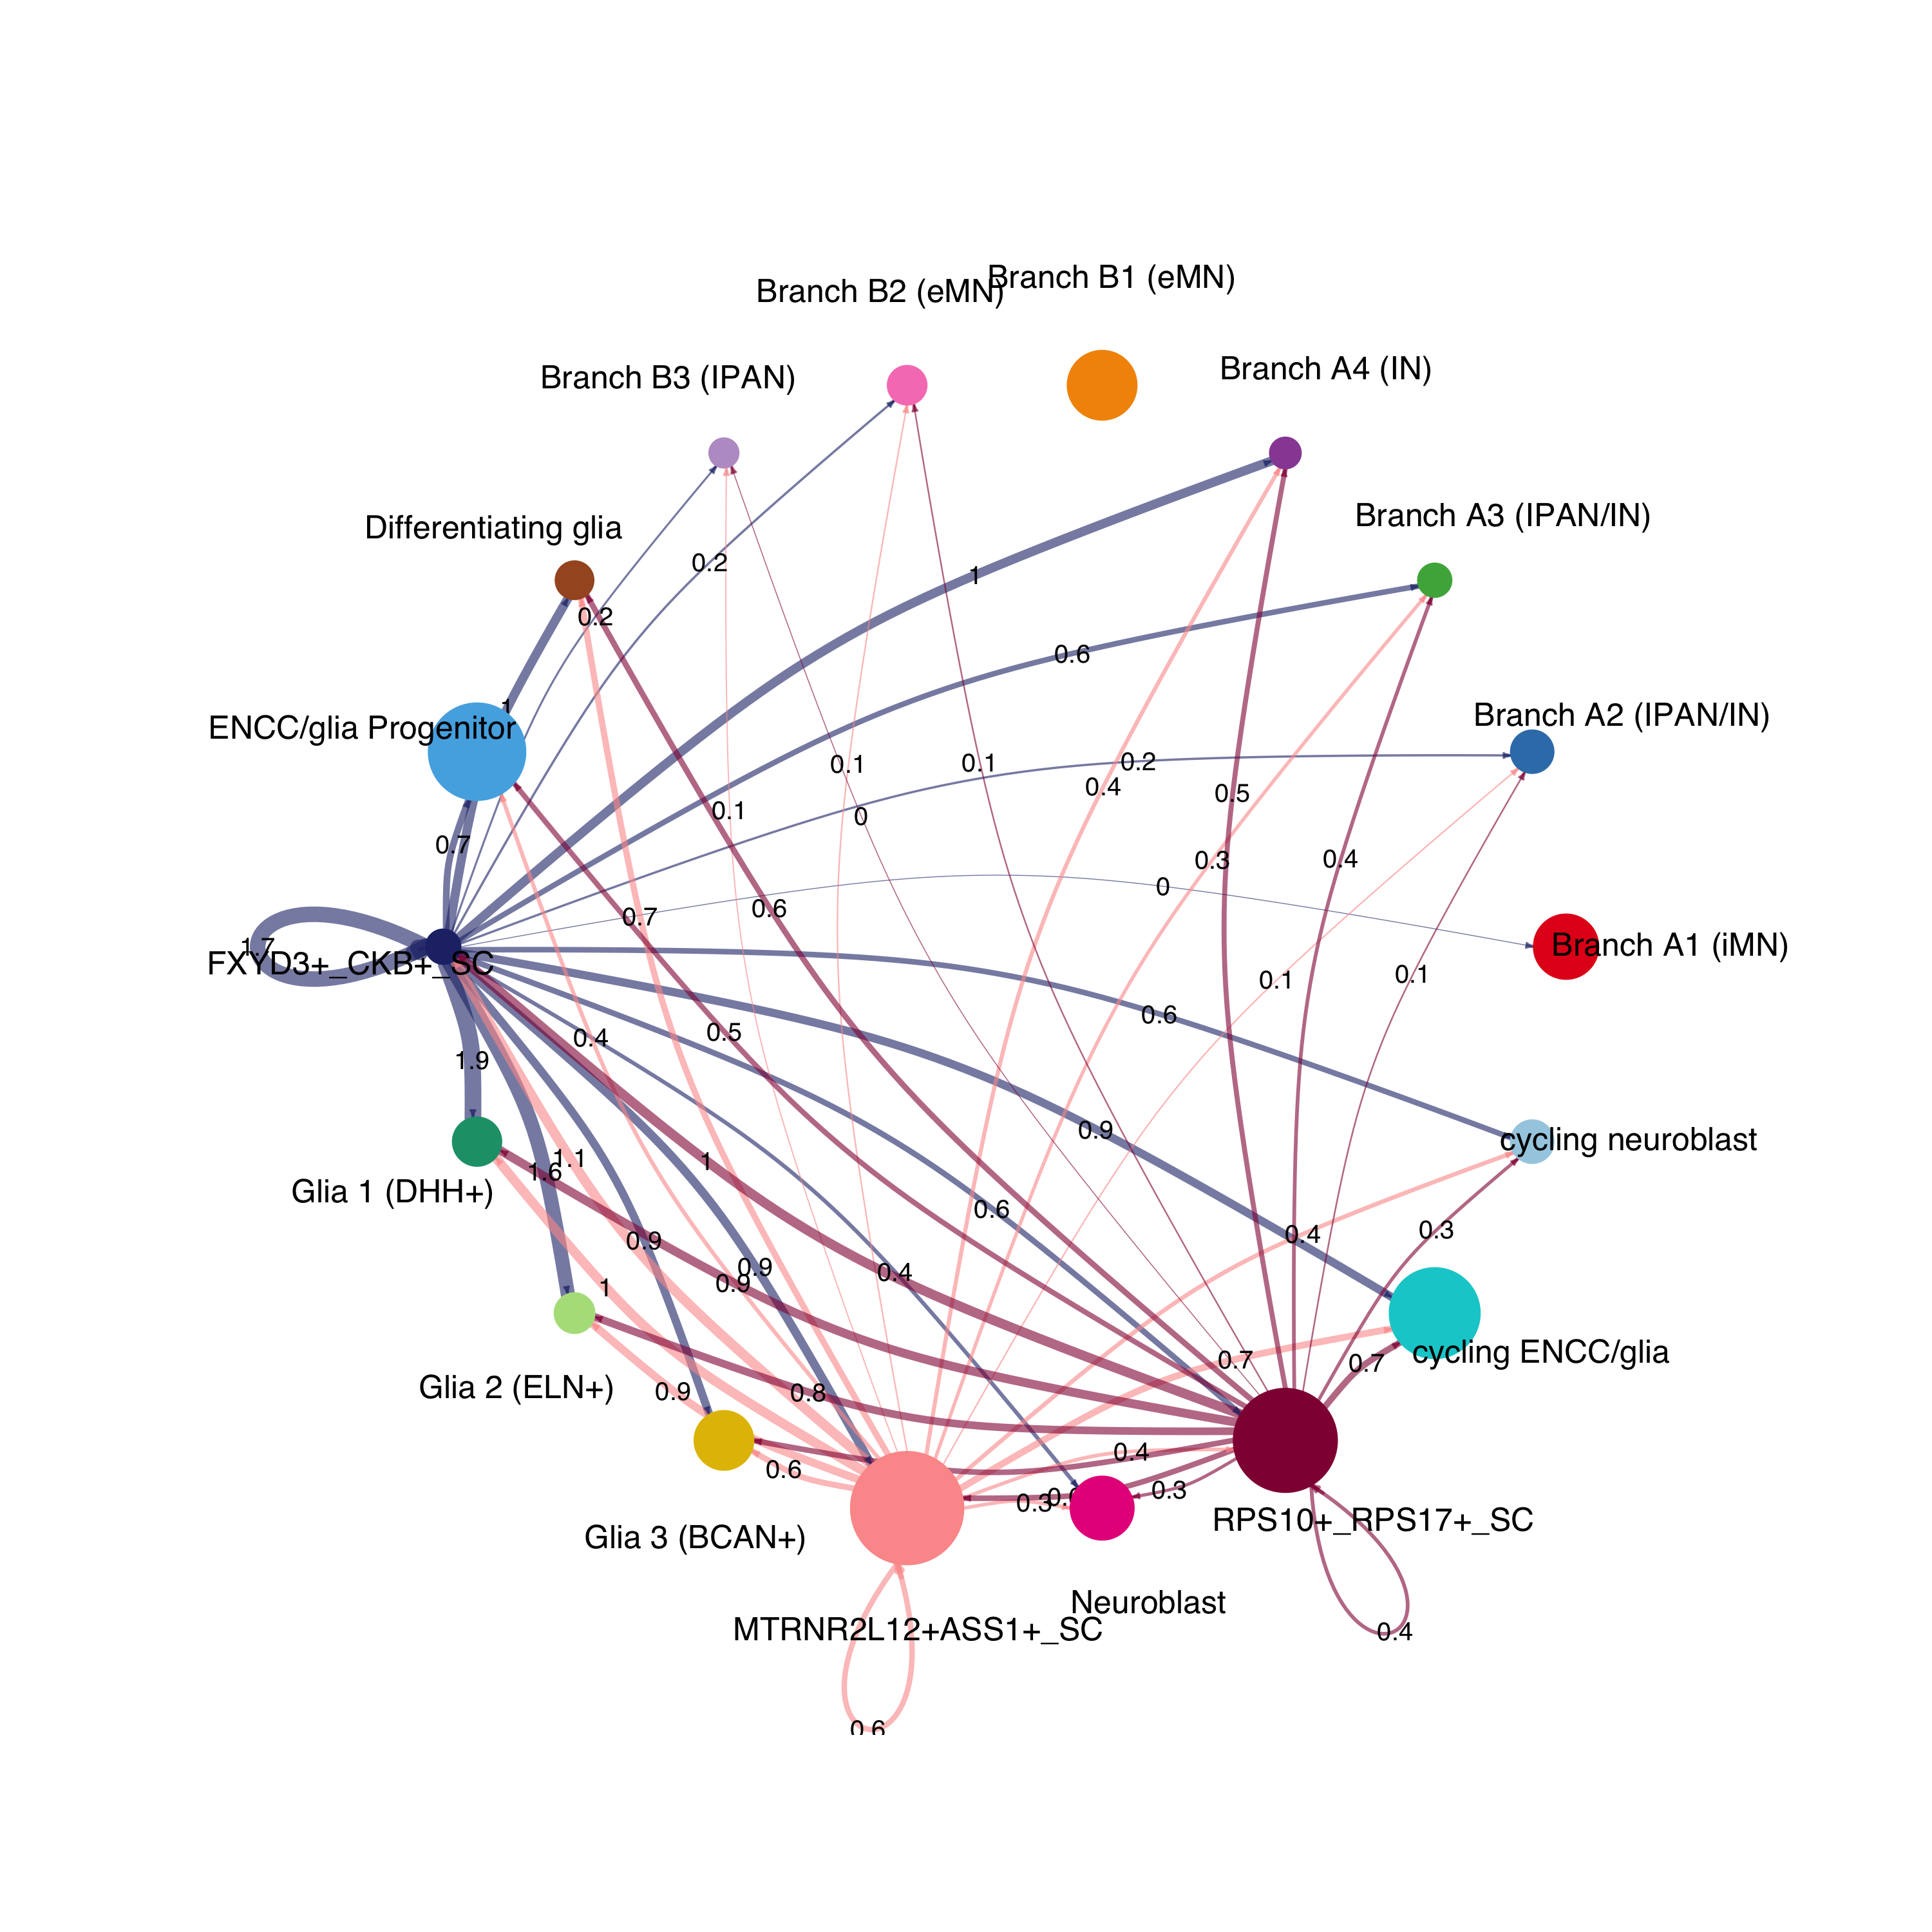 Branch B1 (eMN)
Branch B2 (eMN)
Branch A4 (IN)
Branch B3 (IPAN)
Branch A3 (IPAN/IN)
Differentiating glia
0.2
1
0.2
0.6
1
Branch A2 (IPAN/IN)
ENCC/glia Progenitor
0.1
0.1
0.2
0.4
0.5
0.1
0
0.7
0.3
0.4
0
0.7
0.6
1.7
Branch A1 (iMN)
FXYD3+_CKB+_SC
0.1
0.1
0.6
0.4
0.5
1.9
0.9
cycling neuroblast
1.1
1
1.6
Glia 1 (DHH+)
0.6
0.3
0.4
0.9
0.9
0.9
0.4
1
cycling ENCC/glia
0.7
0.7
Glia 2 (ELN+)
0.9
0.8
0.4
0.6
0.3
0.3
RPS10+_RPS17+_SC
Glia 3 (BCAN+)
Neuroblast
MTRNR2L12+ASS1+_SC
0.4
0.6